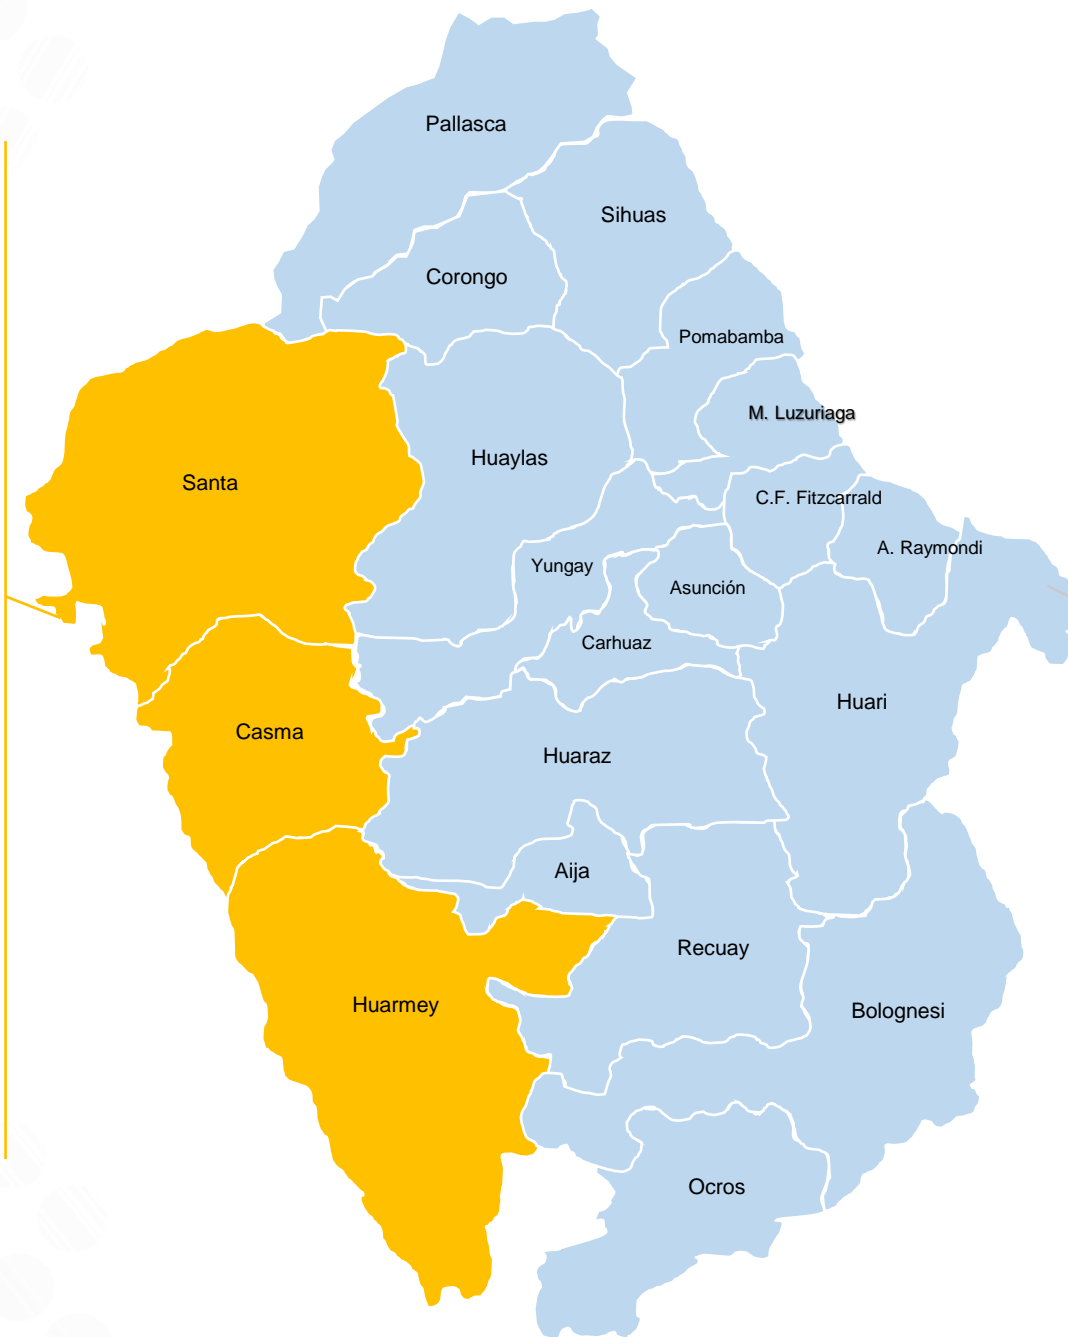 Pallasca
Sihuas
Corongo
Pomabamba
M. Luzuriaga
Huaylas
Santa
C.F. Fitzcarrald
A. Raymondi
Yungay
Asunción
Carhuaz
Huari
Casma
Huaraz
Aija
Recuay
Huarmey
Bolognesi
Ocros